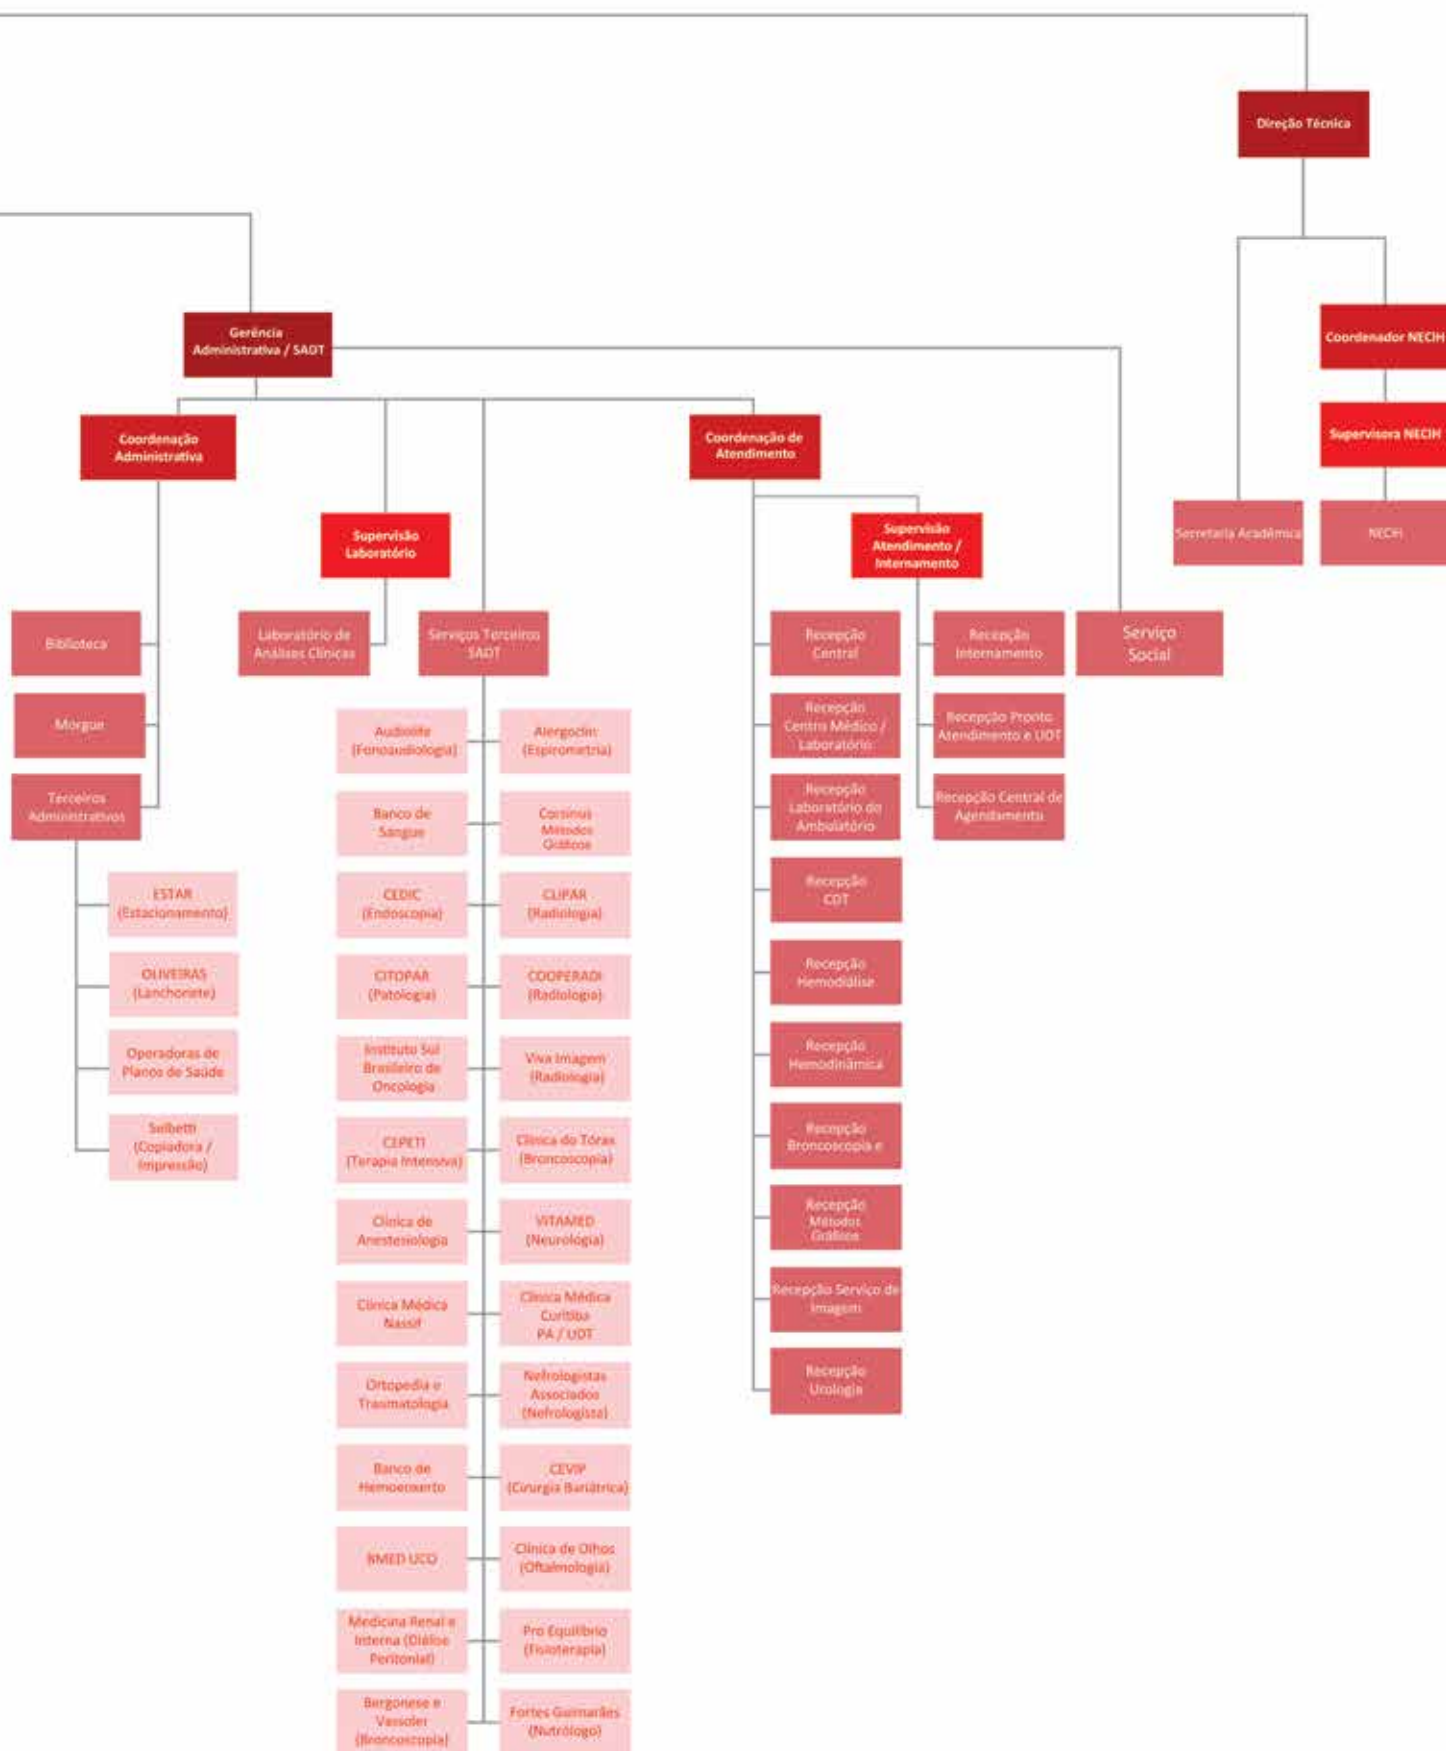 Direção Técnica
Gerência
Administrativa / SADT
Coordenador NECIH
Supervisora NECIH
Secretaria Acadêmica
NECIH
Coordenação
Administrativa
Coordenação de
Atendimento
Supervisão
Laboratório
Supervisão
Atendimento /
Internamento
Biblioteca
Morgue
Terceiros
Administrativos
ESTAR
(Estacionamento)
OLIVEIRAS
(Lanchonete)
Operadoras de
Planos de Saúde
Selbetti
(Copiadora /
Impressão)
Laboratório de
Análises Clínicas
Serviços Terceiros
SADT
Audiolife
(Fonoaudiologia)
Alergoclin
(Espirometria)
Banco de
Sangue
Métodos
Gráficos
CEDIC
(Endoscopia)
CLIPAR
(Radiologia)
CITOPAR
(Patologia)
COOPERADI
(Radiologia)
Instituto Sul
Brasileiro de
Oncologia
Viva Imagem
(Radiologia)
CEPETI
(Terapia Intensiva)
Clínica do Tórax
(Broncoscopia)
Clínica de
Anestesiologia
VITAMED
(Neurologia)
Clínica Médica
Nassif
Clínica Médica
Curitiba
PA / UDT
Ortopedia e
Traumatologia
Nefrologistas
Associados
(Nefrologista)
Banco de
Hemoenxerto
CEVIP
(Cirurgia Bariátrica)
RMED UCO
Clínica de Olhos
(Oftalmologia)
Medicina Renal e
Interna (Diálise
Peritonial)
Pro Equilíbrio
(Fisioterapia)
Bergonese e
Vassoler
(Broncoscopia)
Fortes Guimarães
(Nutrólogo)
Recepção
Central
Recepção
Centro Médico /
Laboratório
Recepção
Laboratório do
Ambulatório
Recepção
CDT
Recepção
Hemodiálise
Recepção
Hemodinâmica
Recepção
Broncoscopia e
Recepção
Métodos
Gráficos
Recepção Serviço de
Imagem
Recepção
Urologia
Recepção
Internamento
Recepção Pronto
Atendimento e UDT
Recepção Central de
Agendamento
Serviço
Social